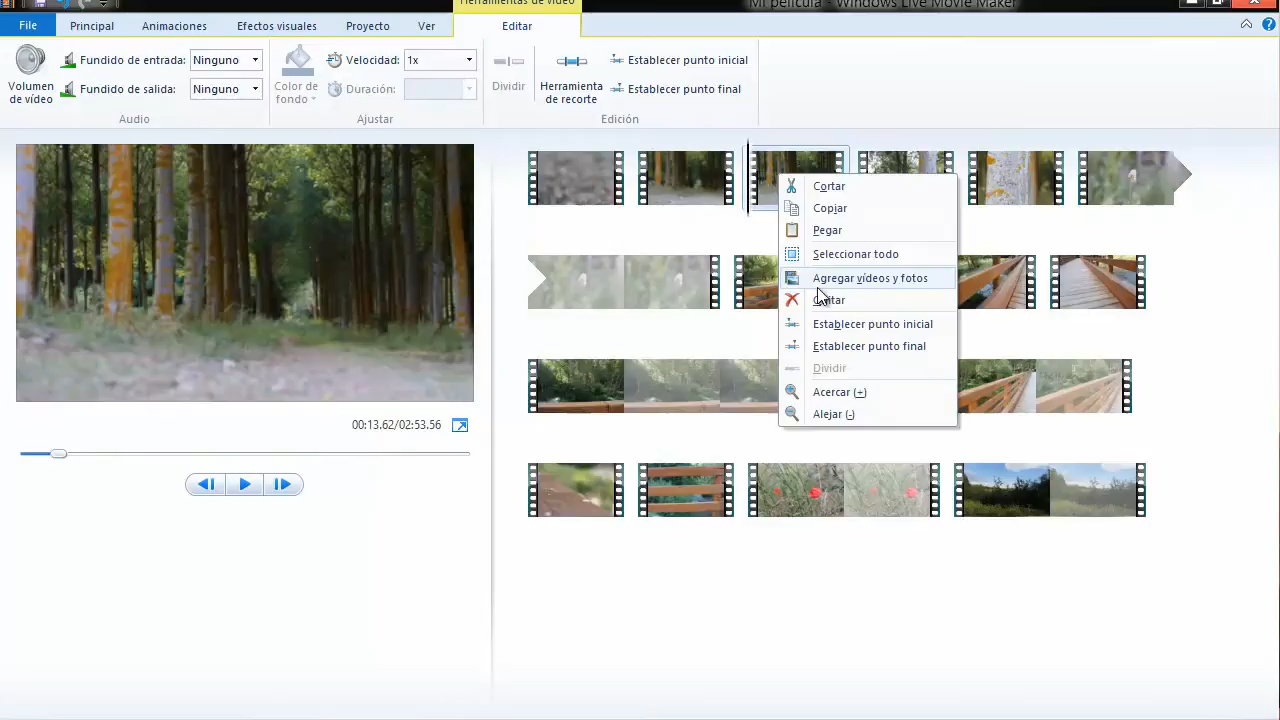 Herramientas de vídeo
Mi película - Windows Live Movie Maker
File
Principal
Animaciones
Efectos visuales
Proyecto
Ver
Editar
Volumen de vídeo
Fundido de entrada: Ninguno
Fundido de salida: Ninguno
Audio
Color de fondo
Velocidad: 1x
Duración:
Ajustar
Dividir
Herramienta de recorte
Establecer punto inicial
Establecer punto final
Edición
00:13.62/02:53.56
Cortar
Copiar
Pegar
Seleccionar todo
Agregar vídeos y fotos
Establecer punto inicial
Establecer punto final
Dividir
Acercar (+)
Alejar (-)